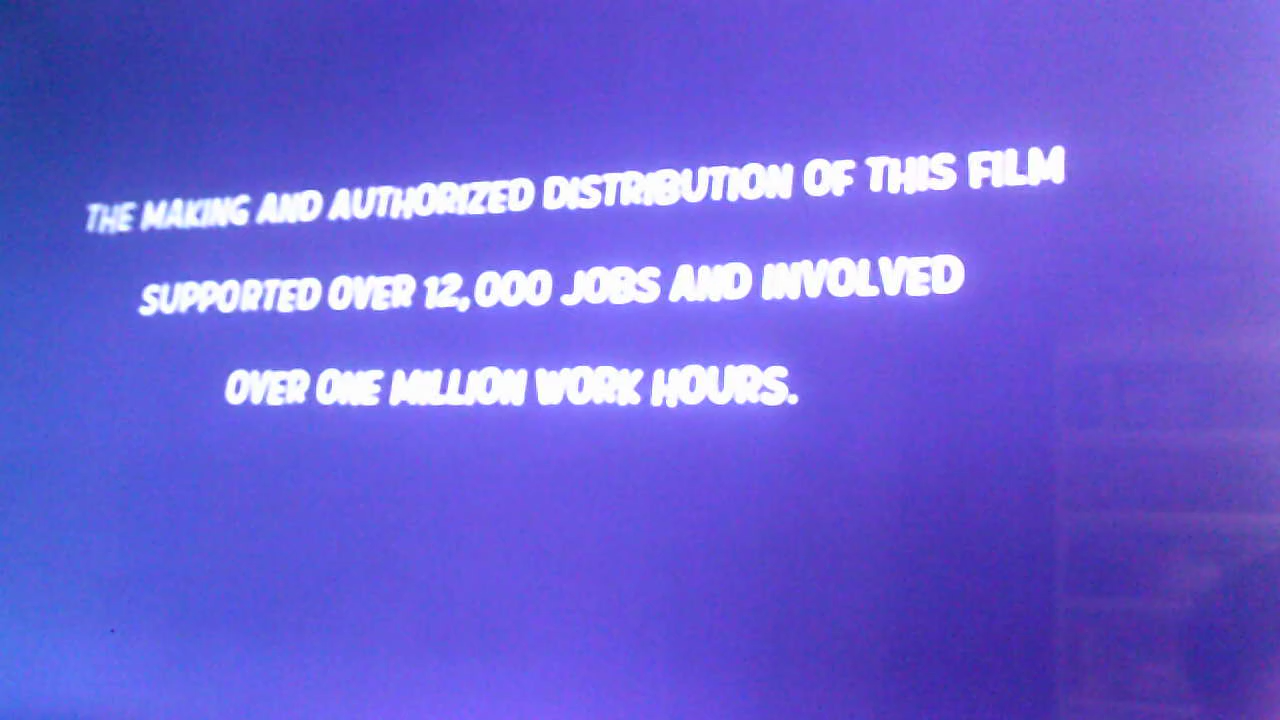 THE MAKING AND AUTHORIZED DISTRIBUTION OF THIS FILM
SUPPORTED OVER 12,000 JOBS AND INVOLVED
OVER ONE MILLION WORK HOURS.